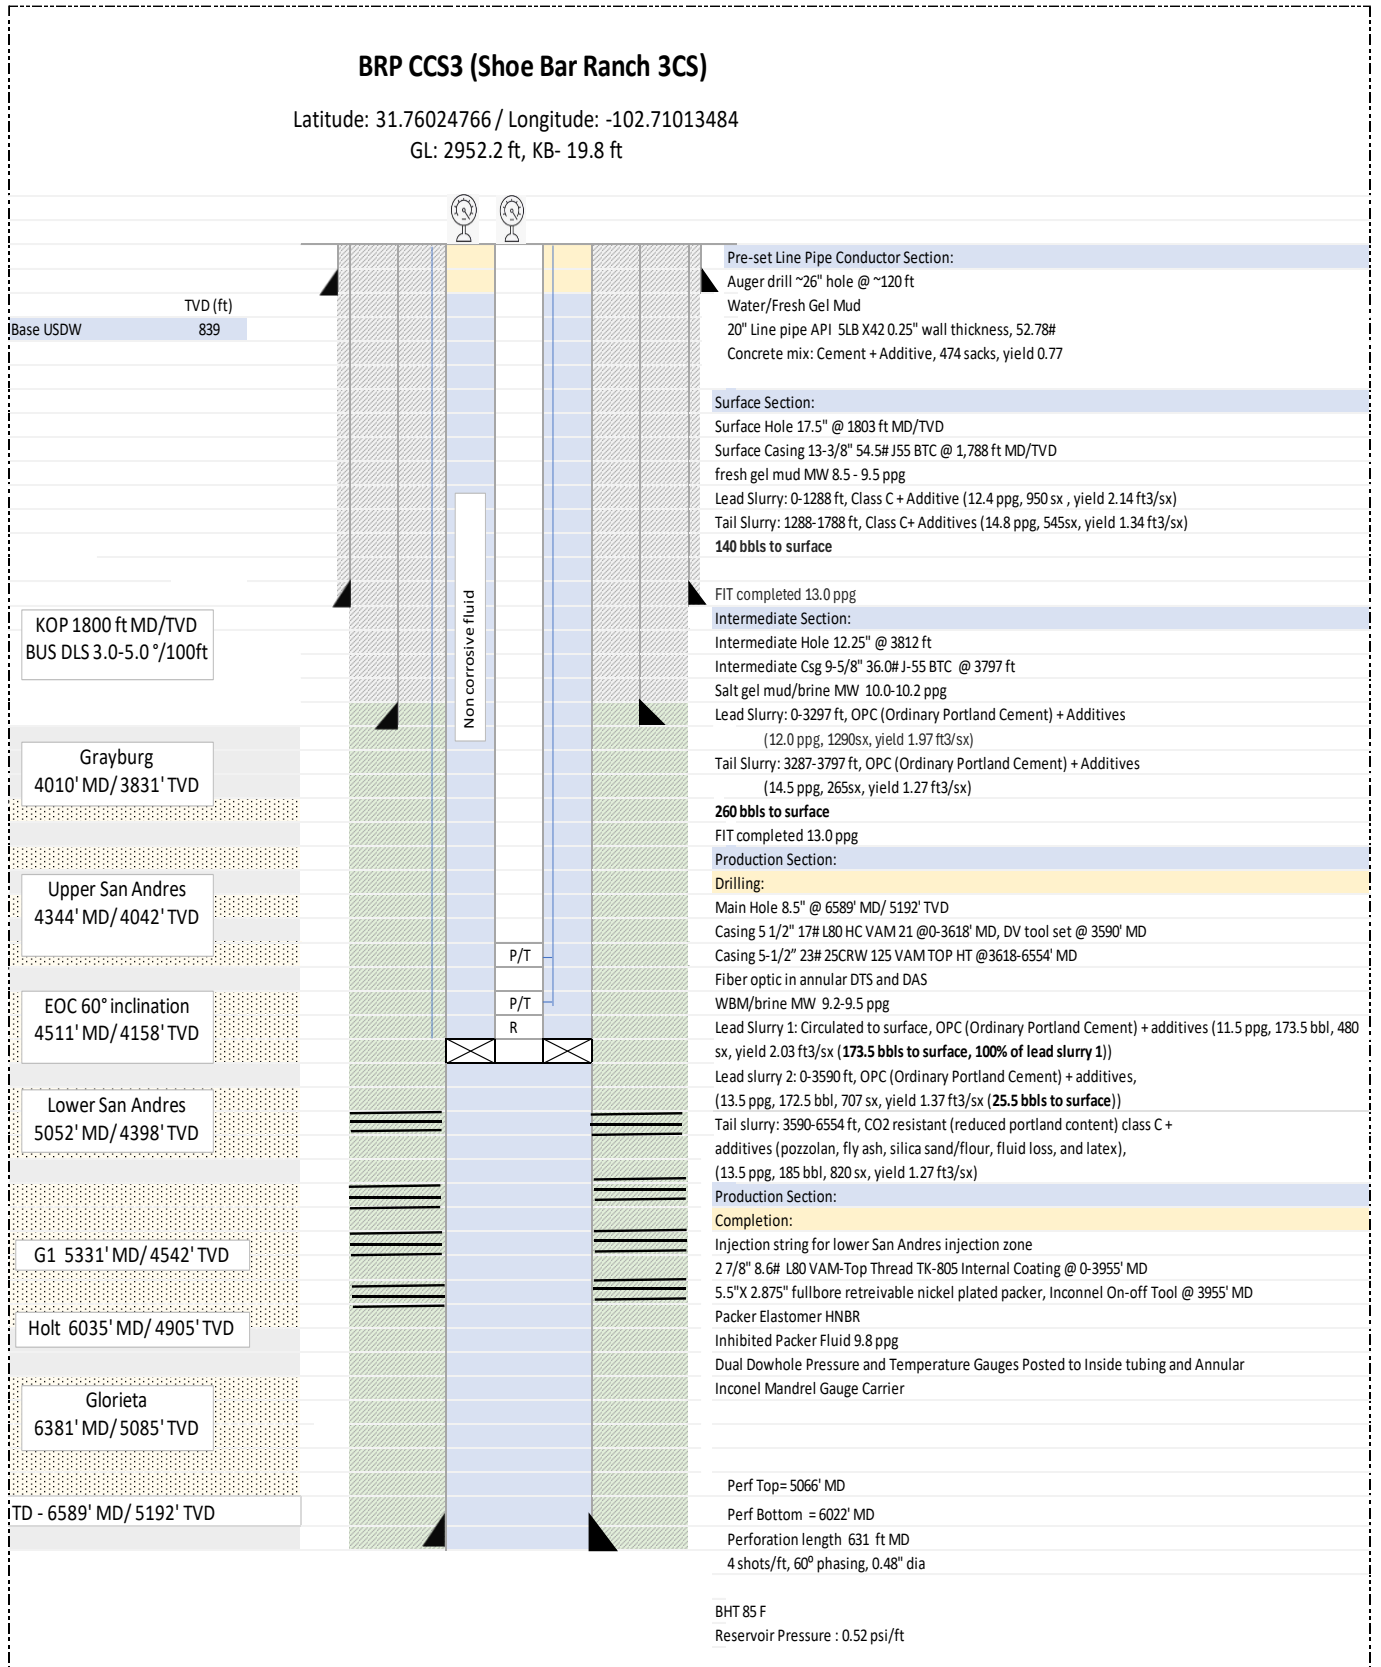 BRP CCS3 (Shoe Bar Ranch 3CS)
Latitude: 31.76024766 / Longitude: -102.71013484
GL: 2952.2 ft, KB- 19.8 ft
TVD (ft)
Base USDW 839
KOP 1800 ft MD/TVD
BUS DLS 3.0-5.0 °/100ft
Grayburg
4010' MD/ 3831' TVD
Upper San Andres
4344' MD/ 4042' TVD
EOC 60° inclination
4511' MD/ 4158' TVD
Lower San Andres
5052' MD/ 4398' TVD
G1 5331' MD/ 4542' TVD
Holt 6035' MD/ 4905' TVD
Glorieta
6381' MD/ 5085' TVD
TD - 6589' MD/ 5192' TVD
Non corrosive fluid
P/T
P/T
R
Pre-set Line Pipe Conductor Section:
Auger drill ~26" hole @ ~120 ft
Water/Fresh Gel Mud
20" Line pipe API 5LB X42 0.25" wall thickness, 52.78#
Concrete mix: Cement + Additive, 474 sacks, yield 0.77
Surface Section:
Surface Hole 17.5" @ 1803 ft MD/TVD
Surface Casing 13-3/8" 54.5# J55 BTC @ 1,788 ft MD/TVD
fresh gel mud MW 8.5 - 9.5 ppg
Lead Slurry: 0-1288 ft, Class C + Additive (12.4 ppg, 950 sx , yield 2.14 ft3/sx)
Tail Slurry: 1288-1788 ft, Class C+ Additives (14.8 ppg, 545sx, yield 1.34 ft3/sx)
140 bbls to surface
FIT completed 13.0 ppg
Intermediate Section:
Intermediate Hole 12.25" @ 3812 ft
Intermediate Csg 9-5/8" 36.0# J-55 BTC @ 3797 ft
Salt gel mud/brine MW 10.0-10.2 ppg
Lead Slurry: 0-3297 ft, OPC (Ordinary Portland Cement) + Additives
(12.0 ppg, 1290sx, yield 1.97 ft3/sx)
Tail Slurry: 3287-3797 ft, OPC (Ordinary Portland Cement) + Additives
(14.5 ppg, 265sx, yield 1.27 ft3/sx)
260 bbls to surface
FIT completed 13.0 ppg
Production Section:
Drilling:
Main Hole 8.5" @ 6589' MD/ 5192' TVD
Casing 5 1/2" 17# L80 HC VAM 21 @0-3618' MD, DV tool set @ 3590' MD
Casing 5-1/2" 23# 25CRW 125 VAM TOP HT @3618-6554' MD
Fiber optic in annular DTS and DAS
WBM/brine MW 9.2-9.5 ppg
Lead Slurry 1: Circulated to surface, OPC (Ordinary Portland Cement) + additives (11.5 ppg, 173.5 bbl, 480
sx, yield 2.03 ft3/sx (173.5 bbls to surface, 100% of lead slurry 1))
Lead slurry 2: 0-3590 ft, OPC (Ordinary Portland Cement) + additives,
(13.5 ppg, 172.5 bbl, 707 sx, yield 1.37 ft3/sx (25.5 bbls to surface))
Tail slurry: 3590-6554 ft, CO2 resistant (reduced portland content) class C +
additives (pozzolan, fly ash, silica sand/flour, fluid loss, and latex),
(13.5 ppg, 185 bbl, 820 sx, yield 1.27 ft3/sx)
Production Section:
Completion:
Injection string for lower San Andres injection zone
2 7/8" 8.6# L80 VAM-Top Thread TK-805 Internal Coating @ 0-3955' MD
5.5"X 2.875" fullbore retreivable nickel plated packer, Inconnel On-off Tool @ 3955' MD
Packer Elastomer HNBR
Inhibited Packer Fluid 9.8 ppg
Dual Dowhole Pressure and Temperature Gauges Posted to Inside tubing and Annular
Inconel Mandrel Gauge Carrier
Perf Top= 5066' MD
Perf Bottom = 6022' MD
Perforation length 631 ft MD
4 shots/ft, 60⁰ phasing, 0.48" dia
BHT 85 F
Reservoir Pressure : 0.52 psi/ft